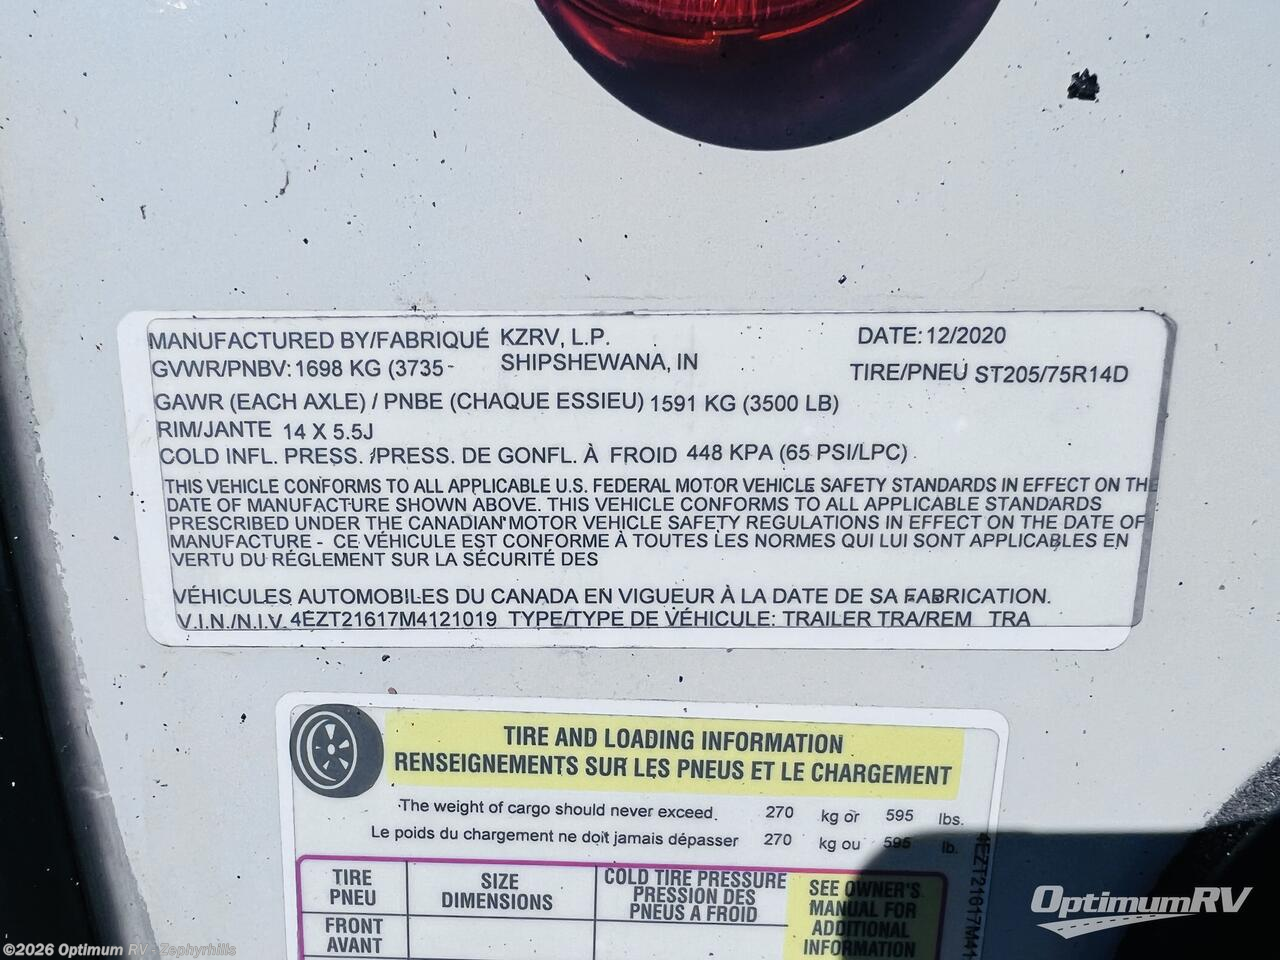 MANUFACTURED BY/FABRIQUÉ KZRV, L.P. DATE: 12/2020
GVWR/PNBV: 1698 KG (3735 - SHIPSHEWANA, IN TIRE/PNEU ST205/75R14D
GAWR (EACH AXLE) / PNBE (CHAQUE ESSIEU) 1591 KG (3500 LB)
RIM/JANTE 14 X 5.5J
COLD INFL. PRESS. /PRESS. DE GONFL. À FROID 448 KPA (65 PSI/LPC)
THIS VEHICLE CONFORMS TO ALL APPLICABLE U.S. FEDERAL MOTOR VEHICLE SAFETY STANDARDS IN EFFECT ON THE
DATE OF MANUFACTURE SHOWN ABOVE. THIS VEHICLE CONFORMS TO ALL APPLICABLE STANDARDS
PRESCRIBED UNDER THE CANADIAN MOTOR VEHICLE SAFETY REGULATIONS IN EFFECT ON THE DATE OF
MANUFACTURE - CE VÉHICULE EST CONFORME À TOUTES LES NORMES QUI LUI SONT APPLICABLES EN
VERTU DU RÉGLEMENT SUR LA SÉCURITÉ DES
VÉHICULES AUTOMOBILES DU CANADA EN VIGUEUR À LA DATE DE SA FABRICATION.
V.I.N./N.I.V. 4EZT21617M4121019 TYPE/TYPE DE VÉHICULE: TRAILER TRA/REM TRA
TIRE AND LOADING INFORMATION
RENSEIGNEMENTS SUR LES PNEUS ET LE CHARGEMENT
The weight of cargo should never exceed 270 kg or 595 lbs.
Le poids du chargement ne doit jamais dépasser 270 kg ou 595 lb.
TIRE
PNEU
SIZE
DIMENSIONS
COLD TIRE PRESSURE
PRESSION DES
PNEUS A FROID
SEE OWNER'S
MANUAL FOR
ADDITIONAL
INFORMATION
FRONT
AVANT
4EZT21617M41
OptimumRV
©2026 Optimum RV - Zephyrhills